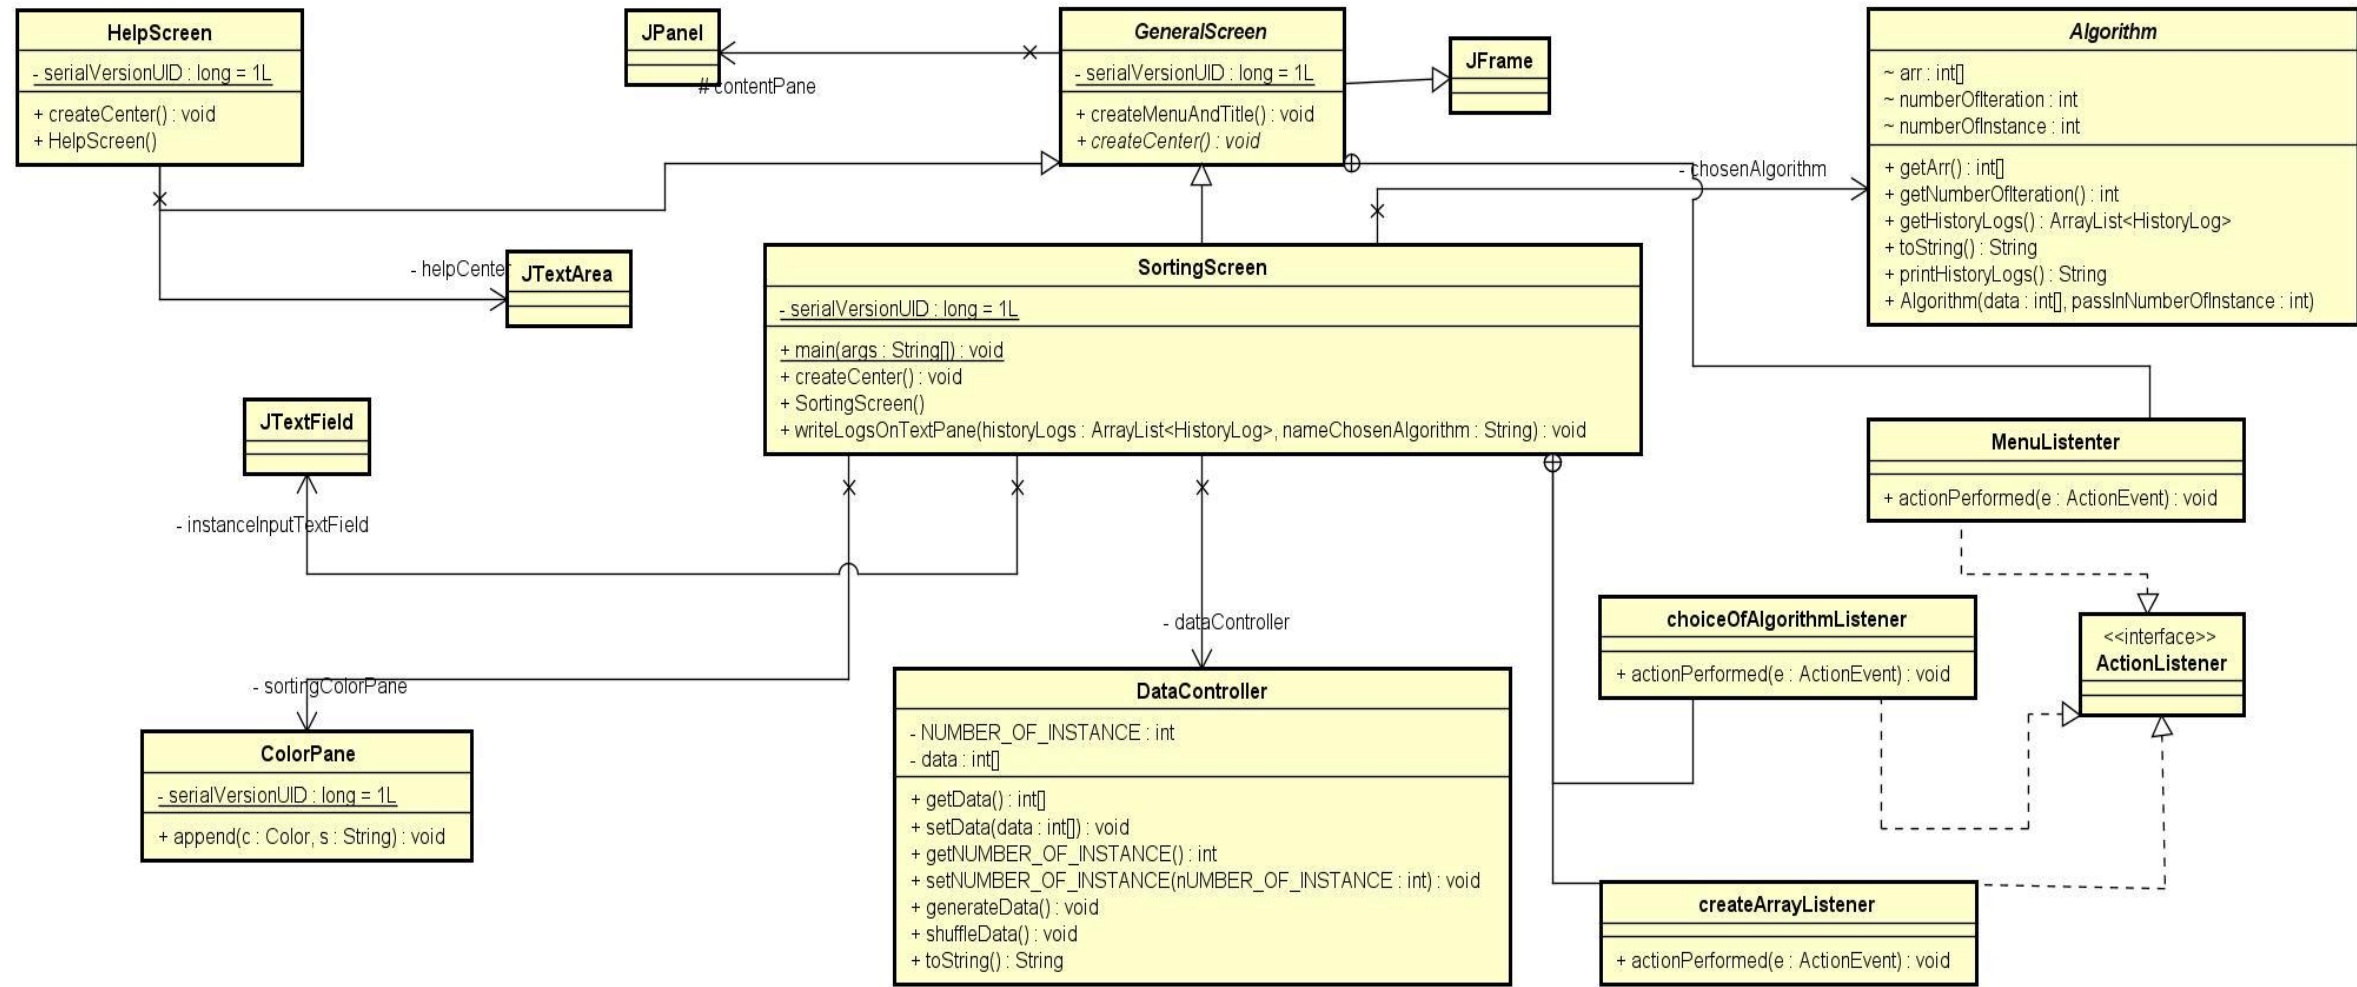 HelpScreen
- serialVersionUID : long = 1L
+ createCenter() : void
+ HelpScreen()
JPanel
# contentPane
GeneralScreen
- serialVersionUID : long = 1L
+ createMenuAndTitle() : void
+ createCenter() : void
JFrame
Algorithm
~ arr : int[]
~ numberOfIteration : int
~ numberOfInstance : int
+ getArr() : int[]
+ getNumberOfIteration() : int
+ getHistoryLogs() : ArrayList<HistoryLog>
+ toString() : String
+ printHistoryLogs() : String
+ Algorithm(data : int[], passInNumberOfInstance : int)
- chosenAlgorithm
- helpCenter
JTextArea
SortingScreen
- serialVersionUID : long = 1L
+ main(args : String[]) : void
+ createCenter() : void
+ SortingScreen()
+ writeLogsOnTextPane(historyLogs : ArrayList<HistoryLog>, nameChosenAlgorithm : String) : void
JTextField
- instanceInputTextField
MenuListenter
+ actionPerformed(e : ActionEvent) : void
- dataController
choiceOfAlgorithmListener
+ actionPerformed(e : ActionEvent) : void
<<interface>>
ActionListener
- sortingColorPane
ColorPane
- serialVersionUID : long = 1L
+ append(c : Color, s : String) : void
DataController
- NUMBER_OF_INSTANCE : int
- data : int[]
+ getData() : int[]
+ setData(data : int[]) : void
+ getNUMBER_OF_INSTANCE() : int
+ setNUMBER_OF_INSTANCE(nUMBER_OF_INSTANCE : int) : void
+ generateData() : void
+ shuffleData() : void
+ toString() : String
createArrayListener
+ actionPerformed(e : ActionEvent) : void